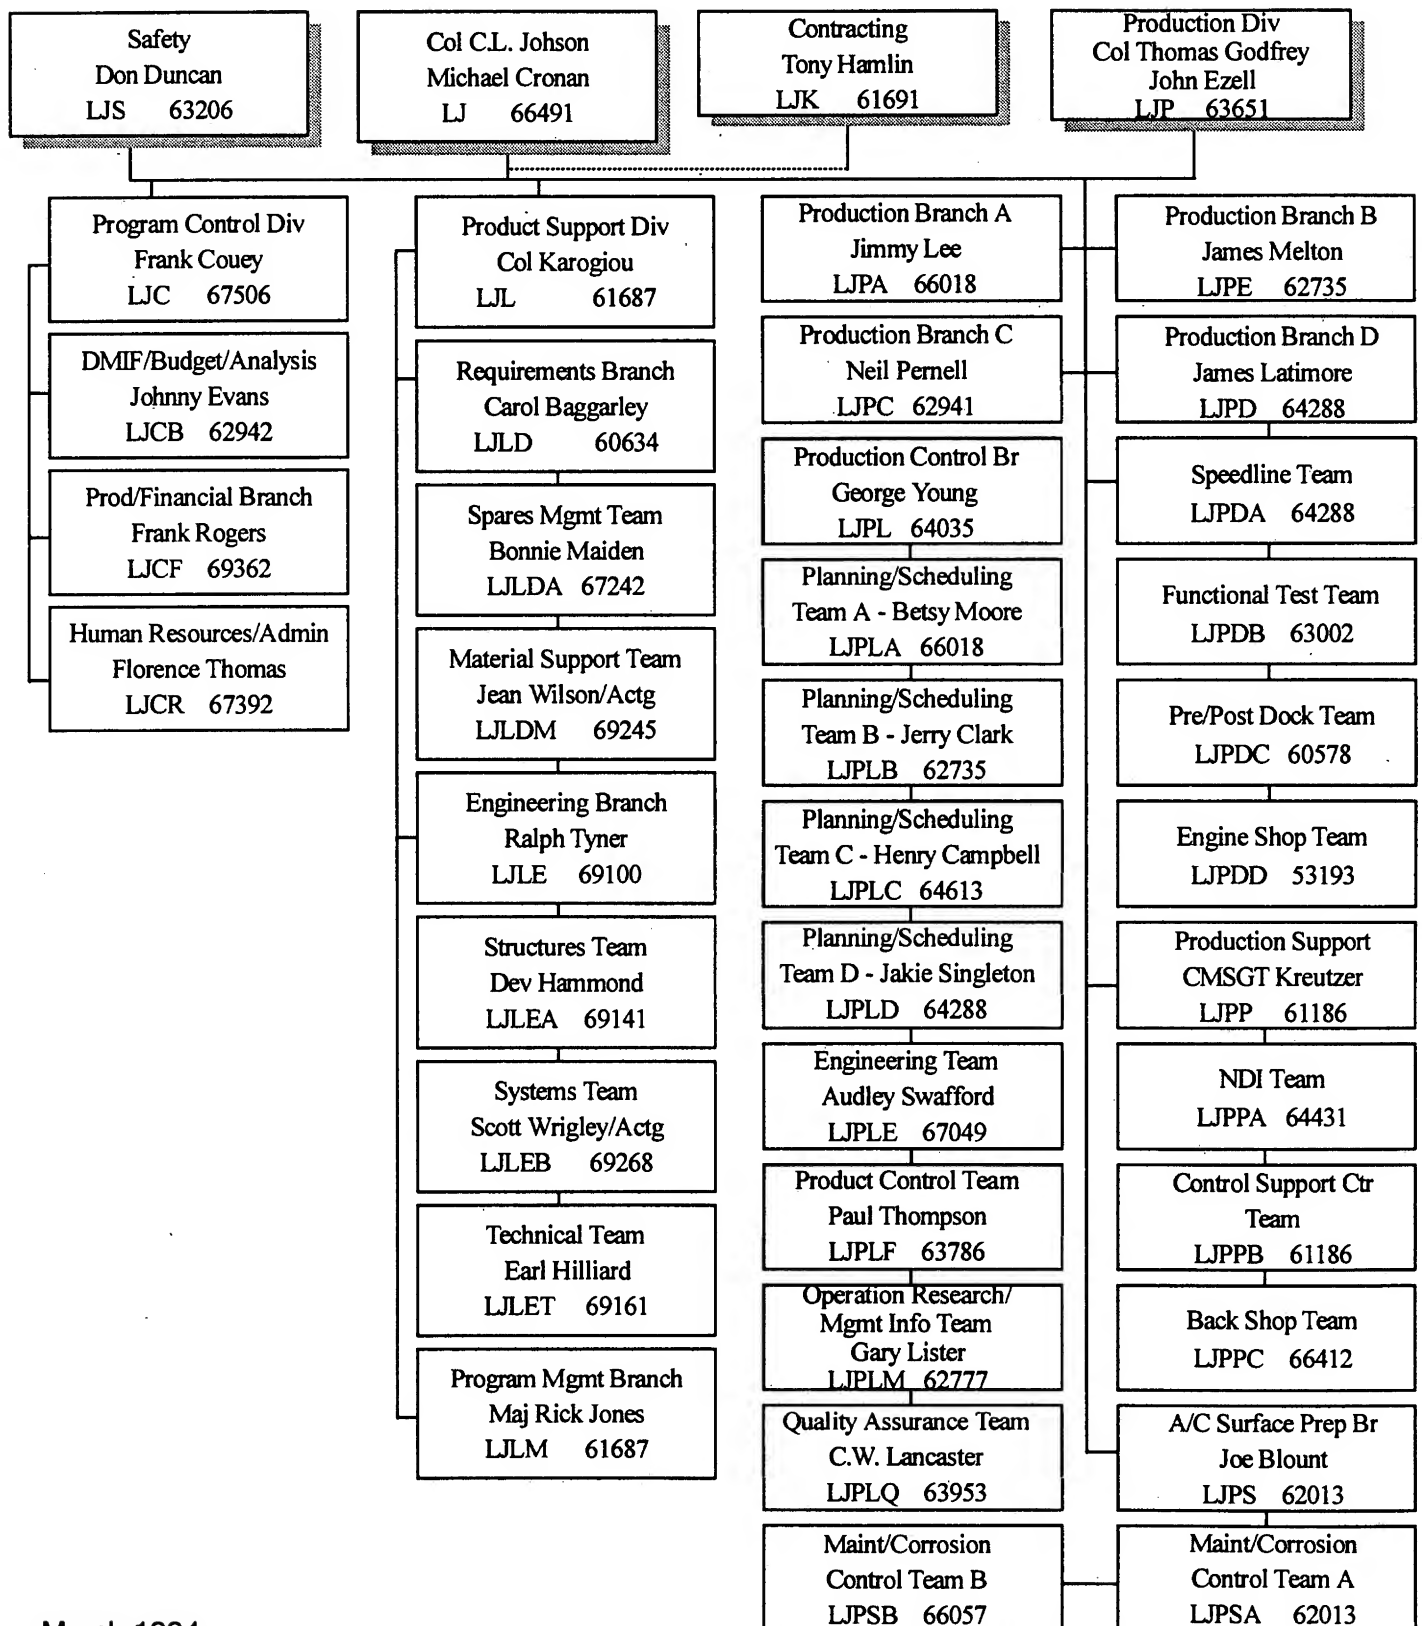 Safety
Don Duncan
LJS 63206
Col C.L. Johson
Michael Cronan
LJ 66491
Contracting
Tony Hamlin
LJK 61691
Production Div
Col Thomas Godfrey
John Ezell
LJP 63651
Program Control Div
Frank Couey
LJC 67506
DMIF/Budget/Analysis
Johnny Evans
LJCB 62942
Prod/Financial Branch
Frank Rogers
LJCF 69362
Human Resources/Admin
Florence Thomas
LJCR 67392
Product Support Div
Col Karogiou
LJL 61687
Requirements Branch
Carol Baggarley
LJLD 60634
Spares Mgmt Team
Bonnie Maiden
LJLDA 67242
Material Support Team
Jean Wilson/Actg
LJLDM 69245
Engineering Branch
Ralph Tyner
LJLE 69100
Structures Team
Dev Hammond
LJLEA 69141
Systems Team
Scott Wrigley/Actg
LJLEB 69268
Technical Team
Earl Hilliard
LJLET 69161
Program Mgmt Branch
Maj Rick Jones
LJLM 61687
Production Branch A
Jimmy Lee
LJPA 66018
Production Branch C
Neil Pernell
LJPC 62941
Production Control Br
George Young
LJPL 64035
Planning/Scheduling
Team A - Betsy Moore
LJPLA 66018
Planning/Scheduling
Team B - Jerry Clark
LJPLB 62735
Planning/Scheduling
Team C - Henry Campbell
LJPLC 64613
Planning/Scheduling
Team D - Jakie Singleton
LJPLD 64288
Engineering Team
Audley Swafford
LJPLE 67049
Product Control Team
Paul Thompson
LJPLF 63786
Operation Research/
Mgmt Info Team
Gary Lister
LJPLM 62777
Quality Assurance Team
C.W. Lancaster
LJPLQ 63953
Maint/Corrosion
Control Team B
LJPSB 66057
Production Branch B
James Melton
LJPE 62735
Production Branch D
James Latimore
LJPD 64288
Speedline Team
LJPDA 64288
Functional Test Team
LJPDB 63002
Pre/Post Dock Team
LJPDC 60578
Engine Shop Team
LJPDD 53193
Production Support
CMSGT Kreutzer
LJPP 61186
NDI Team
LJPPA 64431
Control Support Ctr
Team
LJPPB 61186
Back Shop Team
LJPPC 66412
A/C Surface Prep Br
Joe Blount
LJPS 62013
Maint/Corrosion
Control Team A
LJPSA 62013